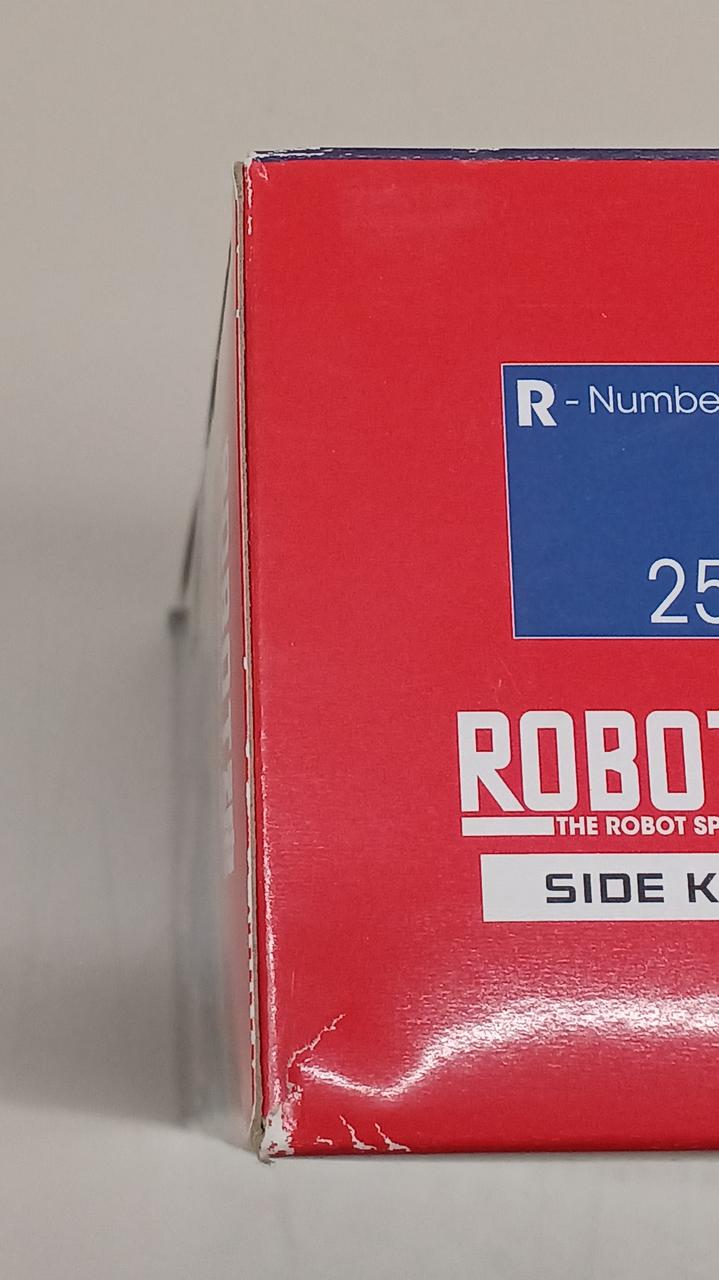 R - Numbe
25
ROBOT
THE ROBOT SP
SIDE K